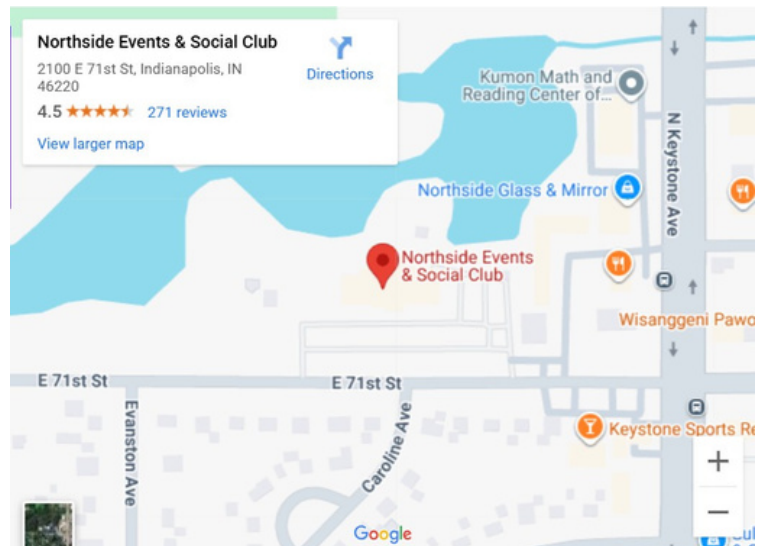 Northside Events & Social Club
2100 E 71st St, Indianapolis, IN
46220
Directions
4.5
271 reviews
View larger map
Kumon Math and
Reading Center of...
N Keystone Ave
Northside Glass & Mirror
Northside Events
& Social Club
Wisanggeni Pawo
E 71st St
E 71st St
Evanston Ave
Caroline Ave
Keystone Sports Re
+
−
Google